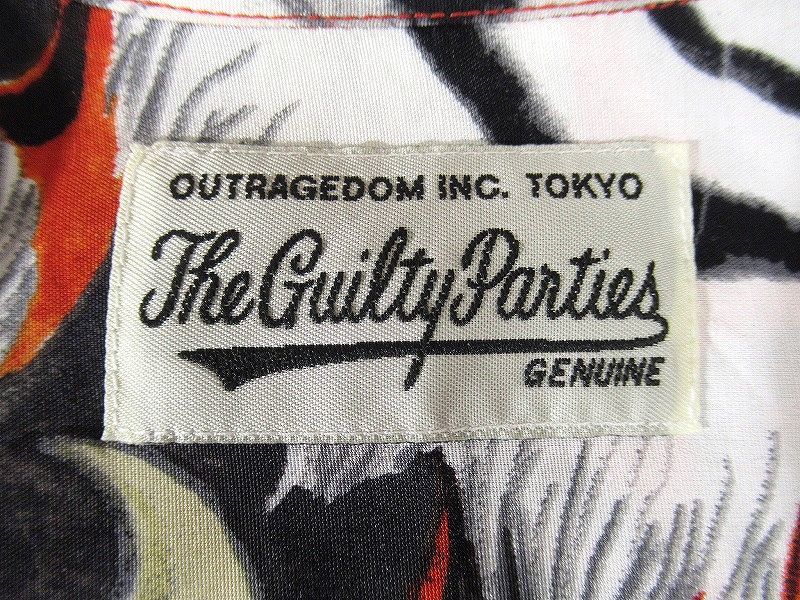 OUTRAGEDOM INC. TOKYO
The Guilty Parties
GENUINE